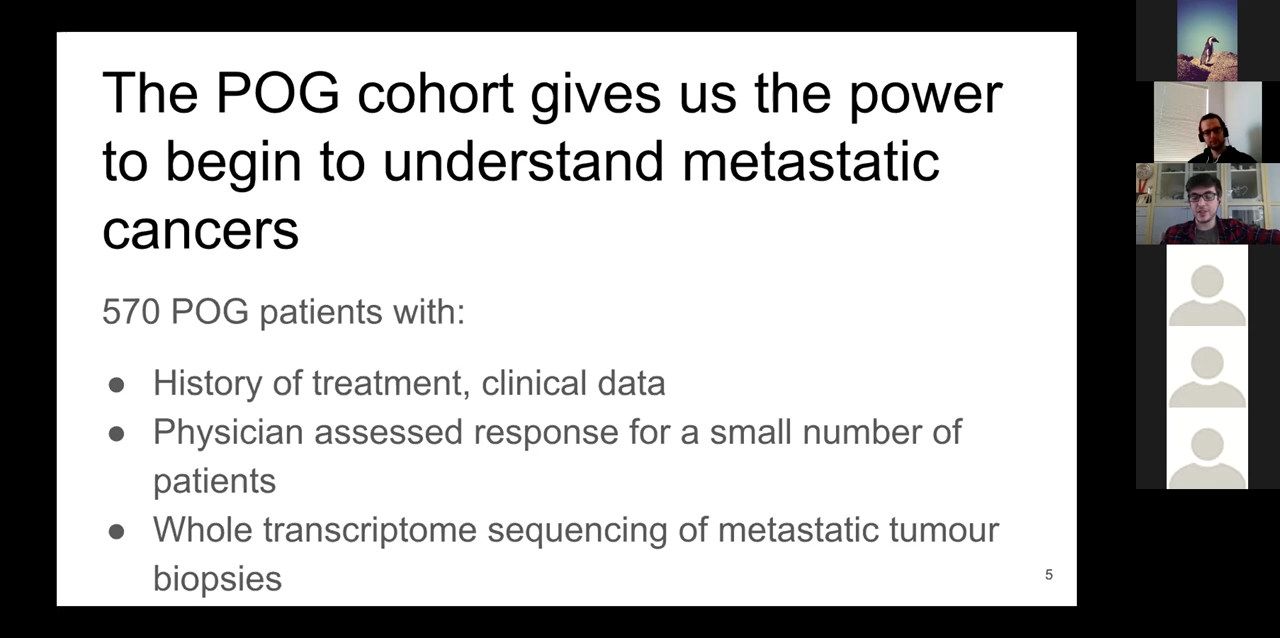 The POG cohort gives us the power
to begin to understand metastatic
cancers
570 POG patients with:
● History of treatment, clinical data
● Physician assessed response for a small number of
patients
● Whole transcriptome sequencing of metastatic tumour
biopsies
5